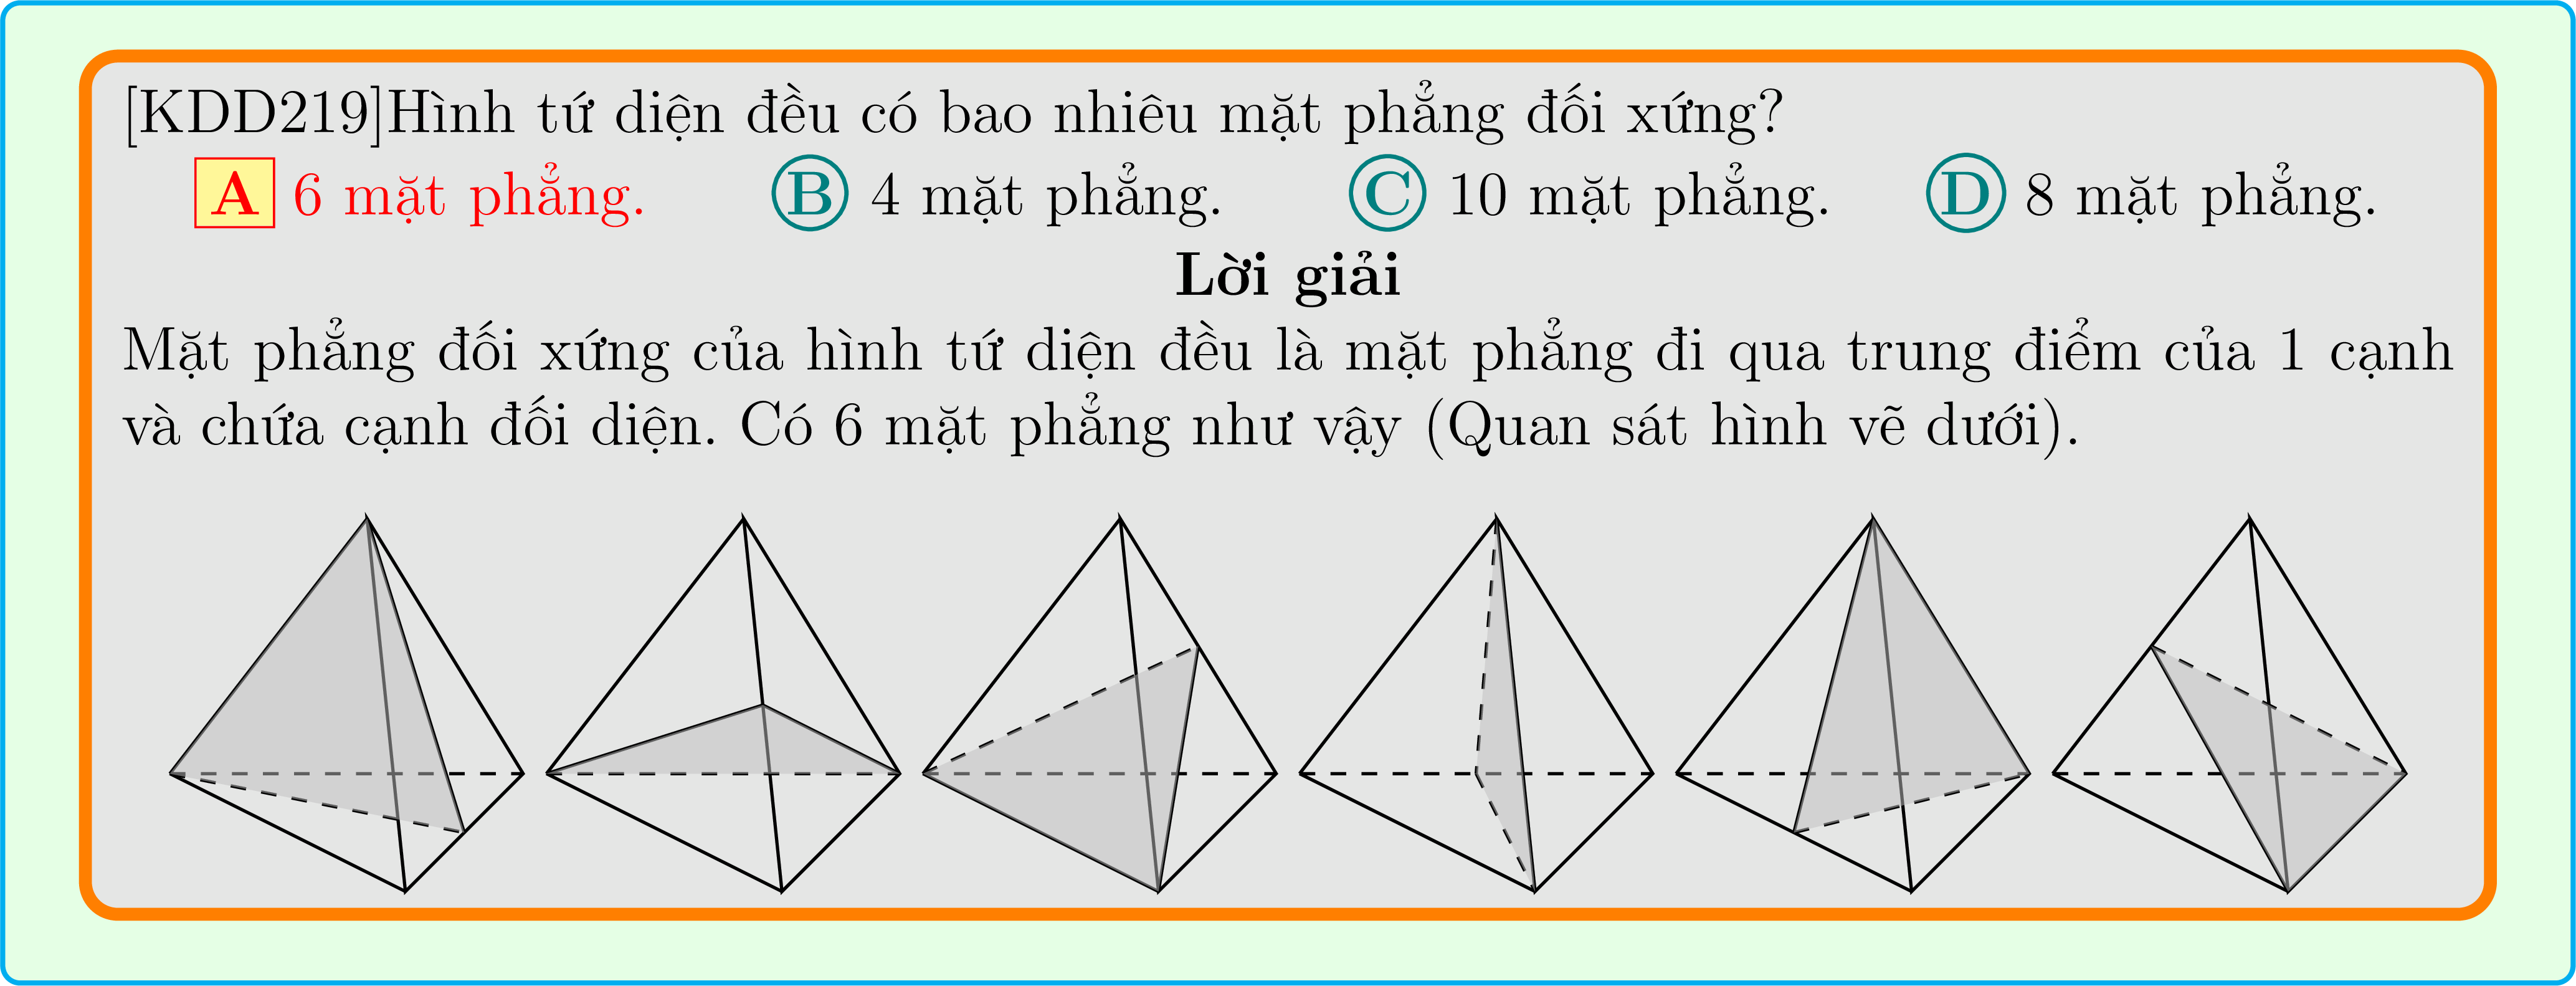 [KDD219]Hình tứ diện đều có bao nhiêu mặt phẳng đối xứng?
A 6 mặt phẳng. B 4 mặt phẳng. C 10 mặt phẳng. D 8 mặt phẳng.
Lời giải
Mặt phẳng đối xứng của hình tứ diện đều là mặt phẳng đi qua trung điểm của 1 cạnh
và chứa cạnh đối diện. Có 6 mặt phẳng như vậy (Quan sát hình vẽ dưới).